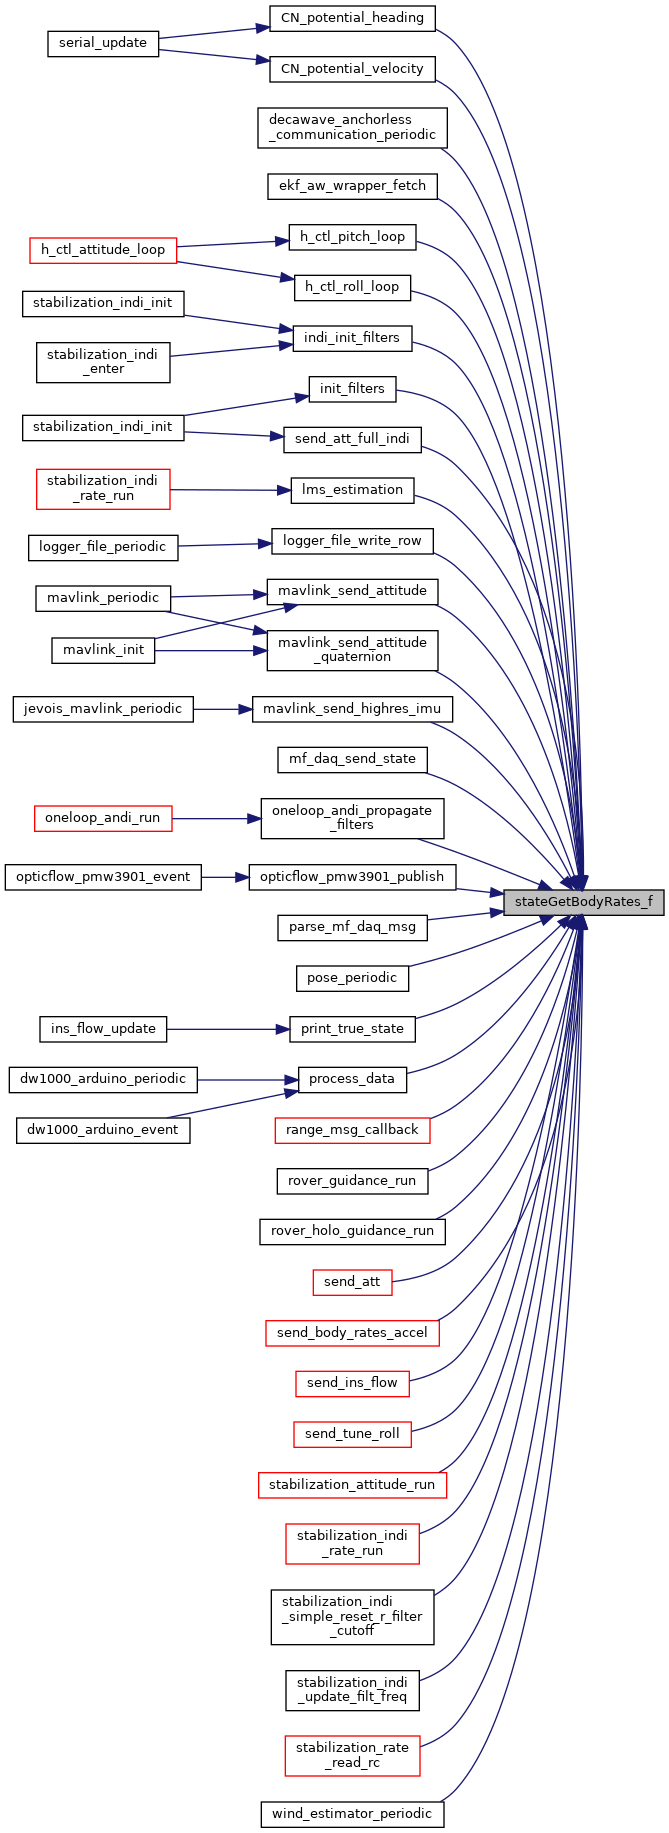 CN_potential_heading
serial_update
CN_potential_velocity
decawave_anchorless
_communication_periodic
ekf_aw_wrapper_fetch
h_ctl_pitch_loop
h_ctl_attitude_loop
h_ctl_roll_loop
stabilization_indi_init
indi_init_filters
stabilization_indi
_enter
init_filters
stabilization_indi_init
send_att_full_indi
stabilization_indi
_rate_run
lms_estimation
logger_file_periodic
logger_file_write_row
mavlink_periodic
mavlink_send_attitude
mavlink_init
mavlink_send_attitude
_quaternion
jevois_mavlink_periodic
mavlink_send_highres_imu
mf_daq_send_state
oneloop_andi_run
oneloop_andi_propagate
_filters
opticflow_pmw3901_event
opticflow_pmw3901_publish
stateGetBodyRates_f
parse_mf_daq_msg
pose_periodic
ins_flow_update
print_true_state
dw1000_arduino_periodic
process_data
dw1000_arduino_event
range_msg_callback
rover_guidance_run
rover_holo_guidance_run
send_att
send_body_rates_accel
send_ins_flow
send_tune_roll
stabilization_attitude_run
stabilization_indi
_rate_run
stabilization_indi
_simple_reset_r_filter
_cutoff
stabilization_indi
_update_filt_freq
stabilization_rate
_read_rc
wind_estimator_periodic